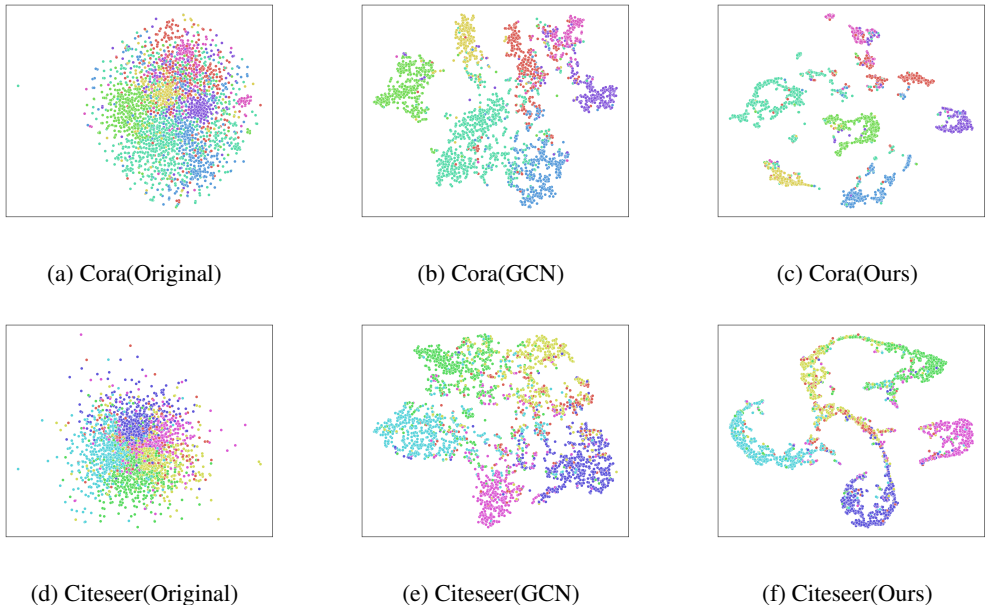 (a) Cora(Original)
(b) Cora(GCN)
(c) Cora(Ours)
(d) Citeseer(Original)
(e) Citeseer(GCN)
(f) Citeseer(Ours)